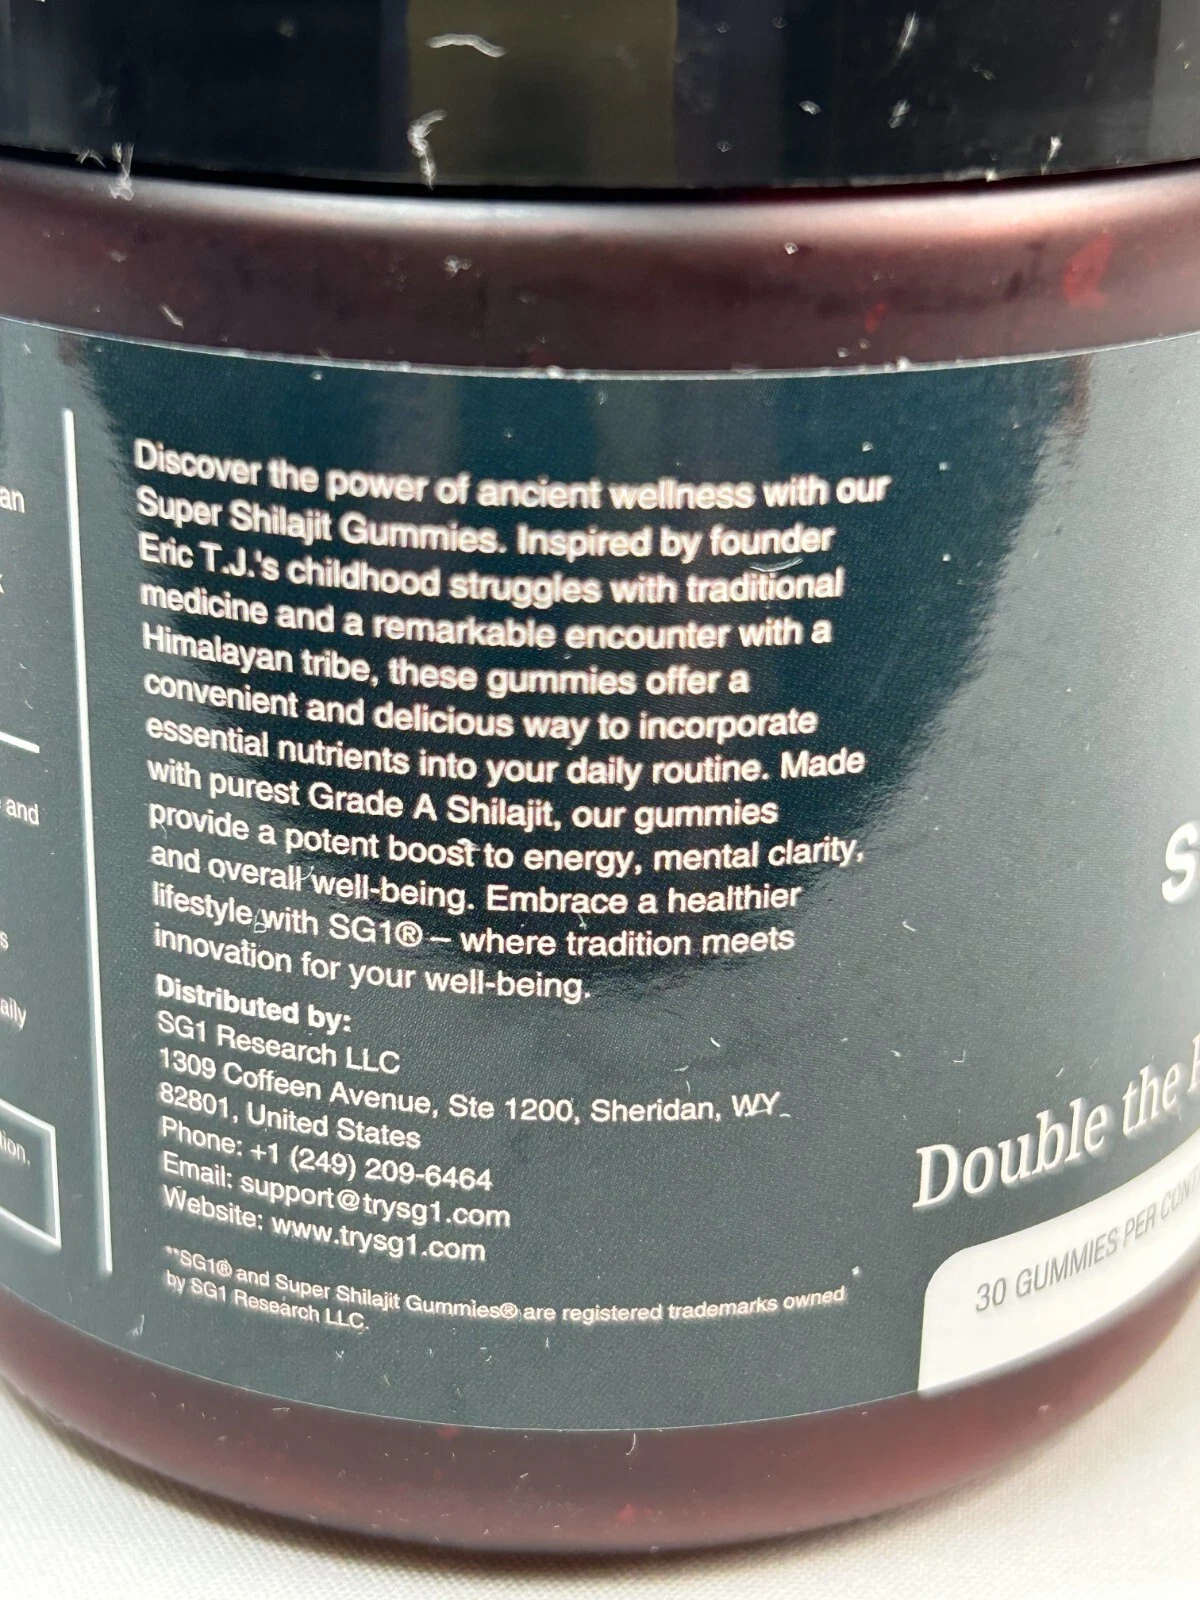 an
and
s
aily
tion.
Discover the power of ancient wellness with our
Super Shilajit Gummies. Inspired by founder
Eric T.J.'s childhood struggles with traditional
medicine and a remarkable encounter with a
Himalayan tribe, these gummies offer a
convenient and delicious way to incorporate
essential nutrients into your daily routine. Made
with purest Grade A Shilajit, our gummies
provide a potent boost to energy, mental clarity,
and overall well-being. Embrace a healthier
lifestyle with SG1® – where tradition meets
innovation for your well-being.
Distributed by:
SG1 Research LLC
1309 Coffeen Avenue, Ste 1200, Sheridan, WY
82801, United States
Phone: +1 (249) 209-6464
Email: support@trysg1.com
Website: www.trysg1.com
**SG1® and Super Shilajit Gummies® are registered trademarks owned
by SG1 Research LLC.
Double the
30 GUMMIES PER CONT